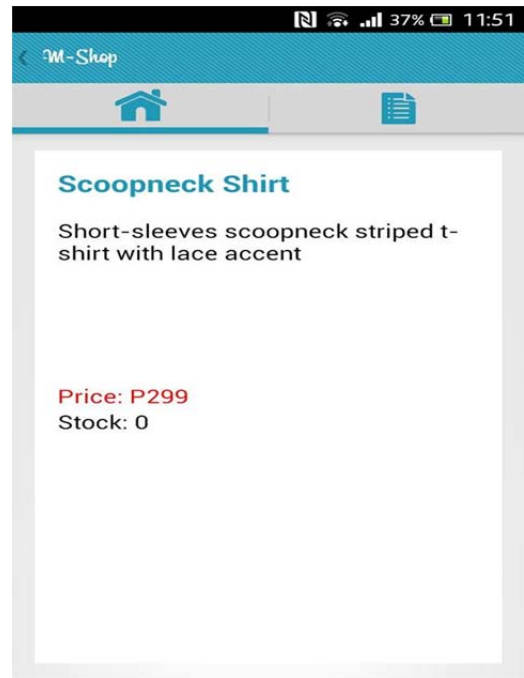 37% 11:51
M-Shop
Scoopneck Shirt
Short-sleeves scoopneck striped t-
shirt with lace accent
Price: P299
Stock: 0